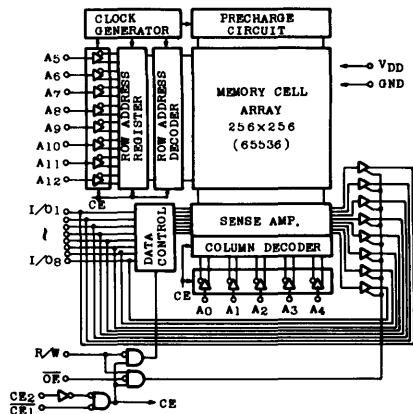 CLOCK
GENERATOR
PRECHARGE
CIRCUIT
A5
A6
A7
A8
A9
A10
A11
A12
ROW ADDRESS
REGISTER
ROW ADDRESS
DECODER
MEMORY CELL
ARRAY
256×256
(65536)
VDD
GND
CE
I/O1
~
I/O8
DATA
CONTROL
SENSE AMP.
COLUMN DECODER
CE
A0 A1 A2 A3 A4
R/W
OE
CE2
CE1
CE